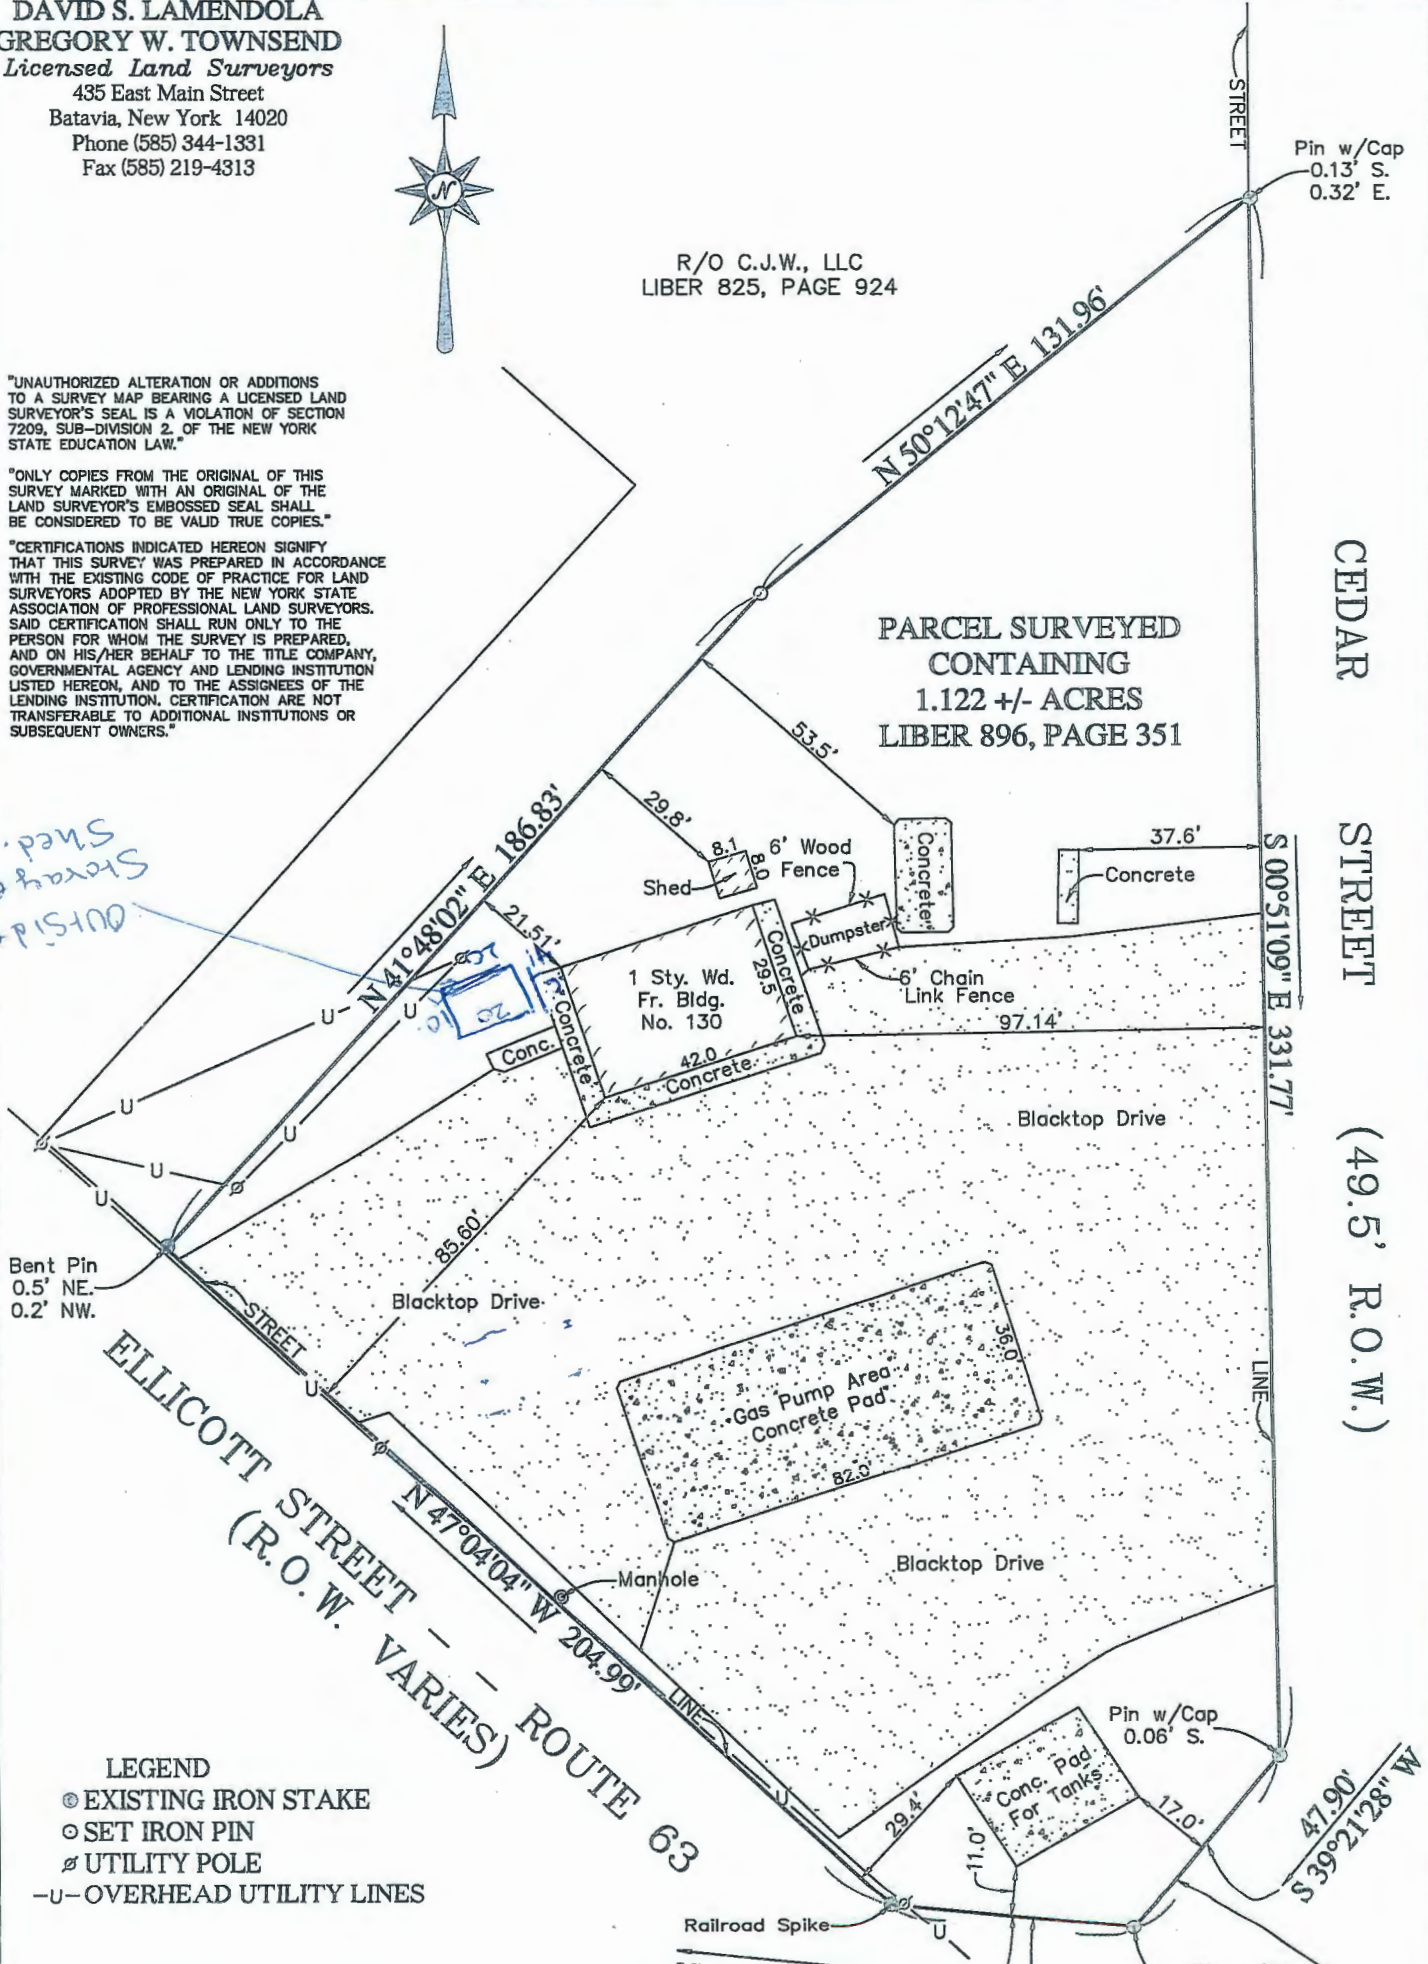 DAVID S. LAMENDOLA
GREGORY W. TOWNSEND
Licensed Land Surveyors
435 East Main Street
Batavia, New York 14020
Phone (585) 344-1331
Fax (585) 219-4313
N
R/O C.J.W., LLC
LIBER 825, PAGE 924
STREET
Pin w/Cap
0.13' S.
0.32' E.
"UNAUTHORIZED ALTERATION OR ADDITIONS
TO A SURVEY MAP BEARING A LICENSED LAND
SURVEYOR'S SEAL IS A VIOLATION OF SECTION
7209, SUB-DIVISION 2, OF THE NEW YORK
STATE EDUCATION LAW."
"ONLY COPIES FROM THE ORIGINAL OF THIS
SURVEY MARKED WITH AN ORIGINAL OF THE
LAND SURVEYOR'S EMBOSSED SEAL SHALL
BE CONSIDERED TO BE VALID TRUE COPIES."
"CERTIFICATIONS INDICATED HEREON SIGNIFY
THAT THIS SURVEY WAS PREPARED IN ACCORDANCE
WITH THE EXISTING CODE OF PRACTICE FOR LAND
SURVEYORS ADOPTED BY THE NEW YORK STATE
ASSOCIATION OF PROFESSIONAL LAND SURVEYORS.
SAID CERTIFICATION SHALL RUN ONLY TO THE
PERSON FOR WHOM THE SURVEY IS PREPARED,
AND ON HIS/HER BEHALF TO THE TITLE COMPANY,
GOVERNMENTAL AGENCY AND LENDING INSTITUTION
LISTED HEREON, AND TO THE ASSIGNEES OF THE
LENDING INSTITUTION. CERTIFICATION ARE NOT
TRANSFERABLE TO ADDITIONAL INSTITUTIONS OR
SUBSEQUENT OWNERS."
N 50°12'47" E 131.96'
PARCEL SURVEYED
CONTAINING
1.122 +/- ACRES
LIBER 896, PAGE 351
CEDAR STREET (49.5' R.O.W.)
53.5'
29.8'
N 41°48'02" E 186.83'
8.1
8.0
Shed
6' Wood
Fence
Concrete
37.6'
Concrete
S 00°51'09" E 331.77'
Shed.
21.51'
Dumpster
6' Chain
Link Fence
1 Sty. Wd.
Fr. Bldg.
No. 130
29.5
Concrete
97.14'
20
10
Conc.
Concrete
42.0
Concrete
U
U
U
U
U
U
Blacktop Drive
85.60'
Bent Pin
0.5' NE.
0.2' NW.
STREET
Blacktop Drive
U
36.0'
Gas Pump Area
Concrete Pad
82.0'
LINE
ELLICOTT STREET - - ROUTE 63
(R.O.W. VARIES)
N 47°04'04" W 204.99'
Manhole
Blacktop Drive
LINE
U
Pin w/Cap
0.06' S.
Conc. Pad
For Tanks
29.4'
17.0'
11.0'
47.90'
S 39°21'28" W
LEGEND
EXISTING IRON STAKE
SET IRON PIN
UTILITY POLE
-U-OVERHEAD UTILITY LINES
Railroad Spike
U